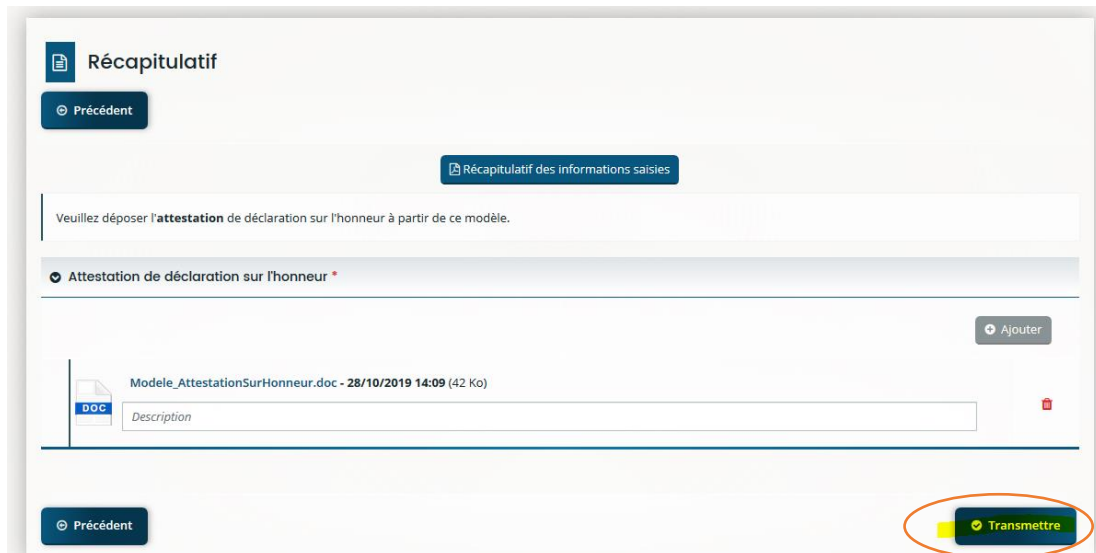 Récapitulatif
Précédent
Récapitulatif des informations saisies
Veuillez déposer l'attestation de déclaration sur l'honneur à partir de ce modèle.
Attestation de déclaration sur l'honneur *
Ajouter
Modele_AttestationSurHonneur.doc - 28/10/2019 14:09 (42 Ko)
DOC
Description
Précédent
Transmettre